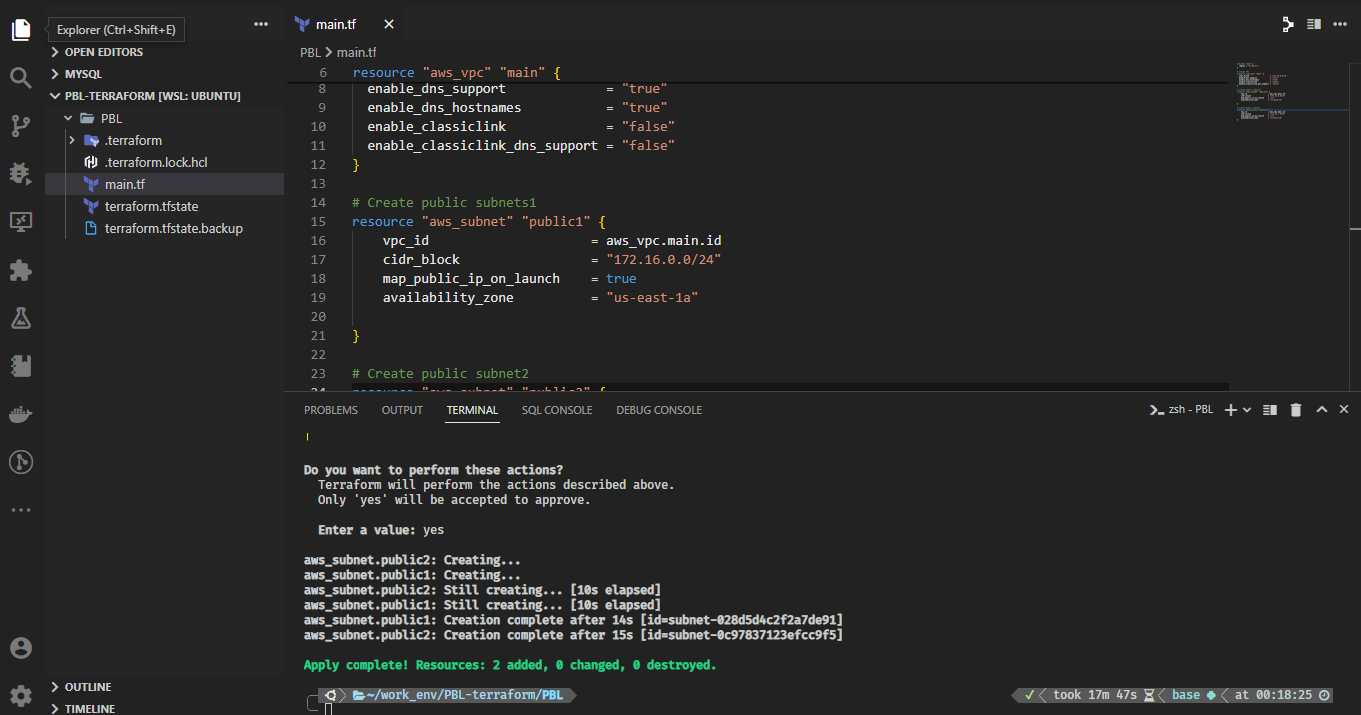 Explorer (Ctrl+Shift+E)
OPEN EDITORS
MYSQL
PBL-TERRAFORM [WSL: UBUNTU]
PBL
.terraform
.terraform.lock.hcl
main.tf
terraform.tfstate
terraform.tfstate.backup
OUTLINE
TIMELINE
main.tf
PBL > main.tf
6 resource "aws_vpc" "main" {
8 enable_dns_support = "true"
9 enable_dns_hostnames = "true"
10 enable_classiclink = "false"
11 enable_classiclink_dns_support = "false"
12 }
13
14 # Create public subnets1
15 resource "aws_subnet" "public1" {
16 vpc_id = aws_vpc.main.id
17 cidr_block = "172.16.0.0/24"
18 map_public_ip_on_launch = true
19 availability_zone = "us-east-1a"
20
21 }
22
23 # Create public subnet2
24 resource "aws_subnet" "public2" {
PROBLEMS OUTPUT TERMINAL SQL CONSOLE DEBUG CONSOLE
zsh - PBL
Do you want to perform these actions?
Terraform will perform the actions described above.
Only 'yes' will be accepted to approve.
Enter a value: yes
aws_subnet.public2: Creating...
aws_subnet.public1: Creating...
aws_subnet.public2: Still creating... [10s elapsed]
aws_subnet.public1: Still creating... [10s elapsed]
aws_subnet.public1: Creation complete after 14s [id=subnet-028d5d4c2f2a7de91]
aws_subnet.public2: Creation complete after 15s [id=subnet-0c97837123efcc9f5]
Apply complete! Resources: 2 added, 0 changed, 0 destroyed.
~/work_env/PBL-terraform/PBL
took 17m 47s base at 00:18:25